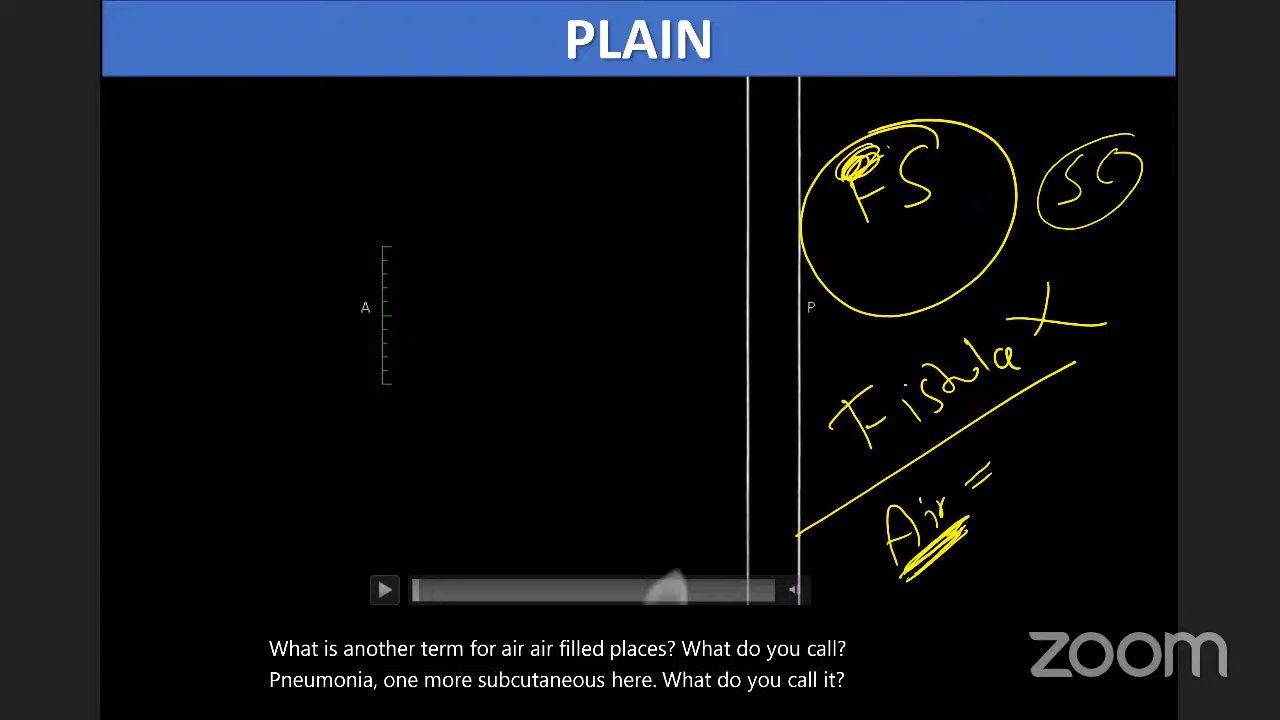 PLAIN
FS
SC
A
P
Fistula
Air =
What is another term for air air filled places? What do you call?
Pneumonia, one more subcutaneous here. What do you call it?
zoom